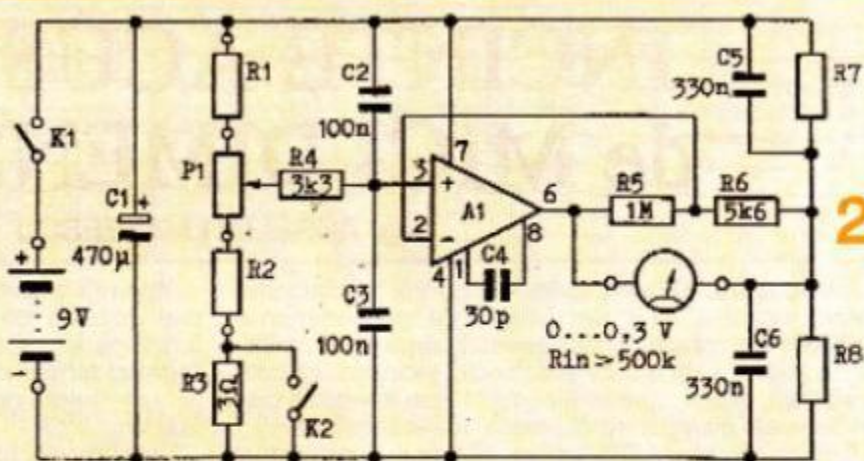 K1
+
9V
-
C1
+
470µ
R1
P1
R2
R3
3Ω
K2
R4
3k3
C2
100n
C3
100n
3
+
2
-
A1
7
6
8
4
1
C4
30p
R5
1M
R6
5k6
0...0,3 V
Rin>500k
C5
330n
R7
C6
330n
R8
2